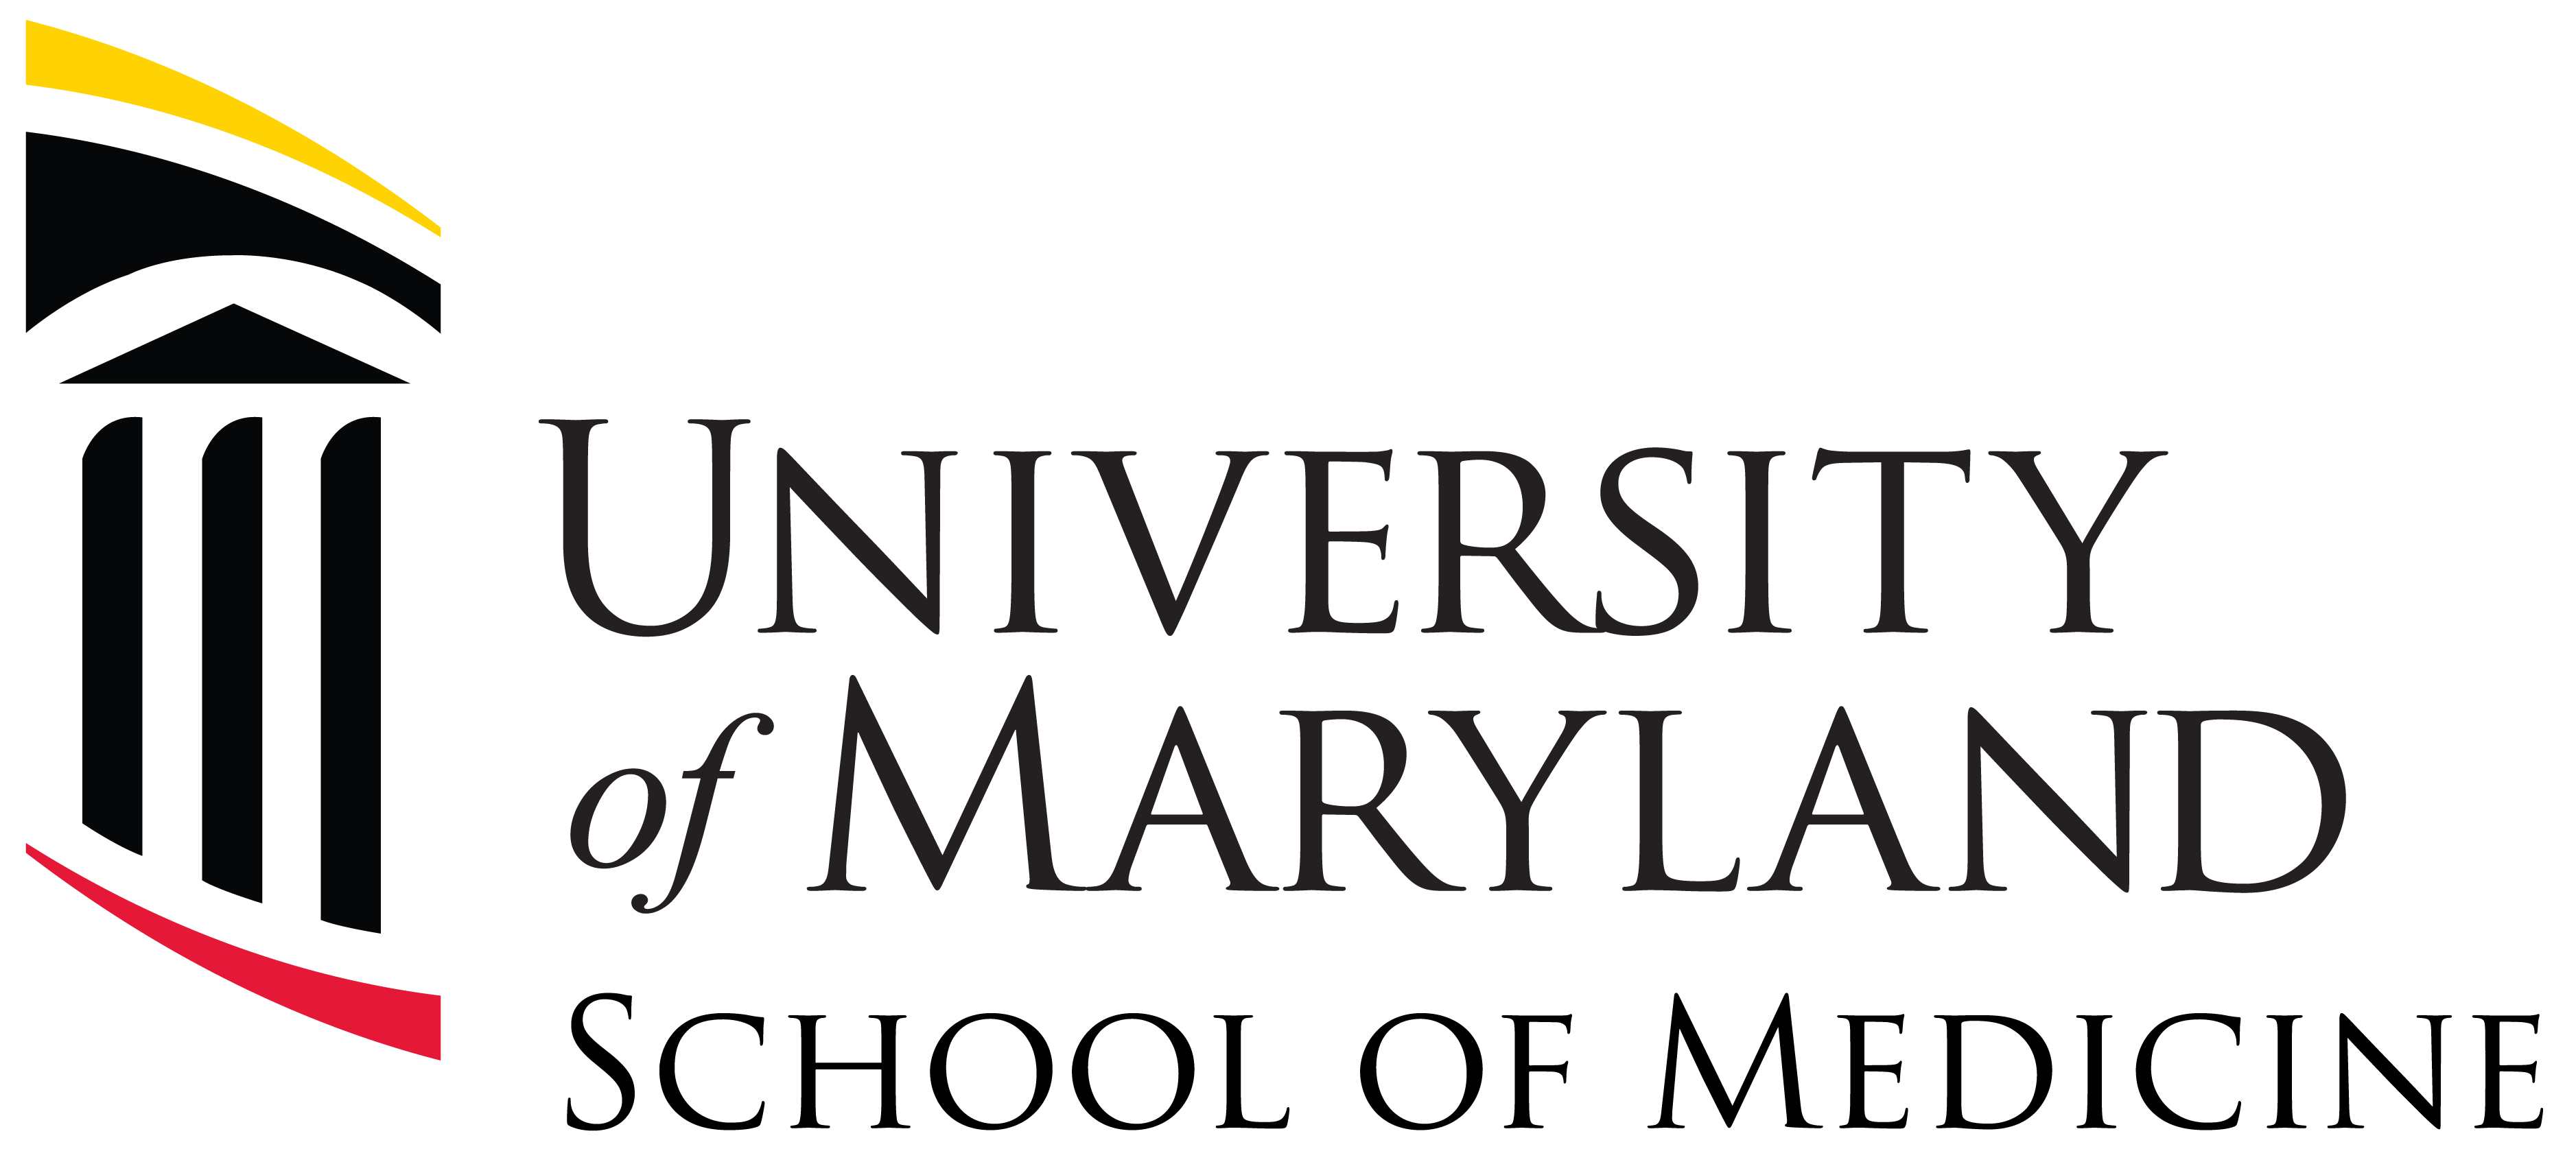 UNIVERSITY
of MARYLAND
SCHOOL OF MEDICINE